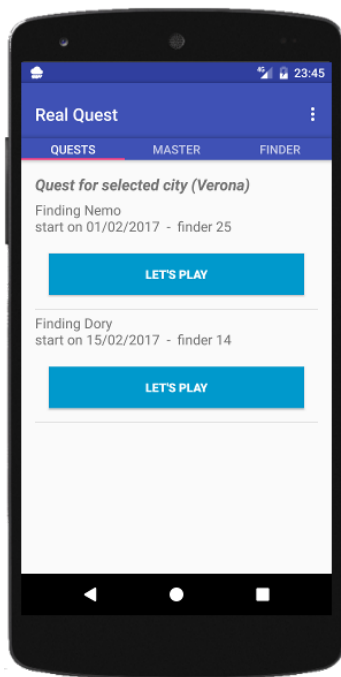 4G 23:45
Real Quest
QUESTS MASTER FINDER
Quest for selected city (Verona)
Finding Nemo
start on 01/02/2017 - finder 25
LET'S PLAY
Finding Dory
start on 15/02/2017 - finder 14
LET'S PLAY